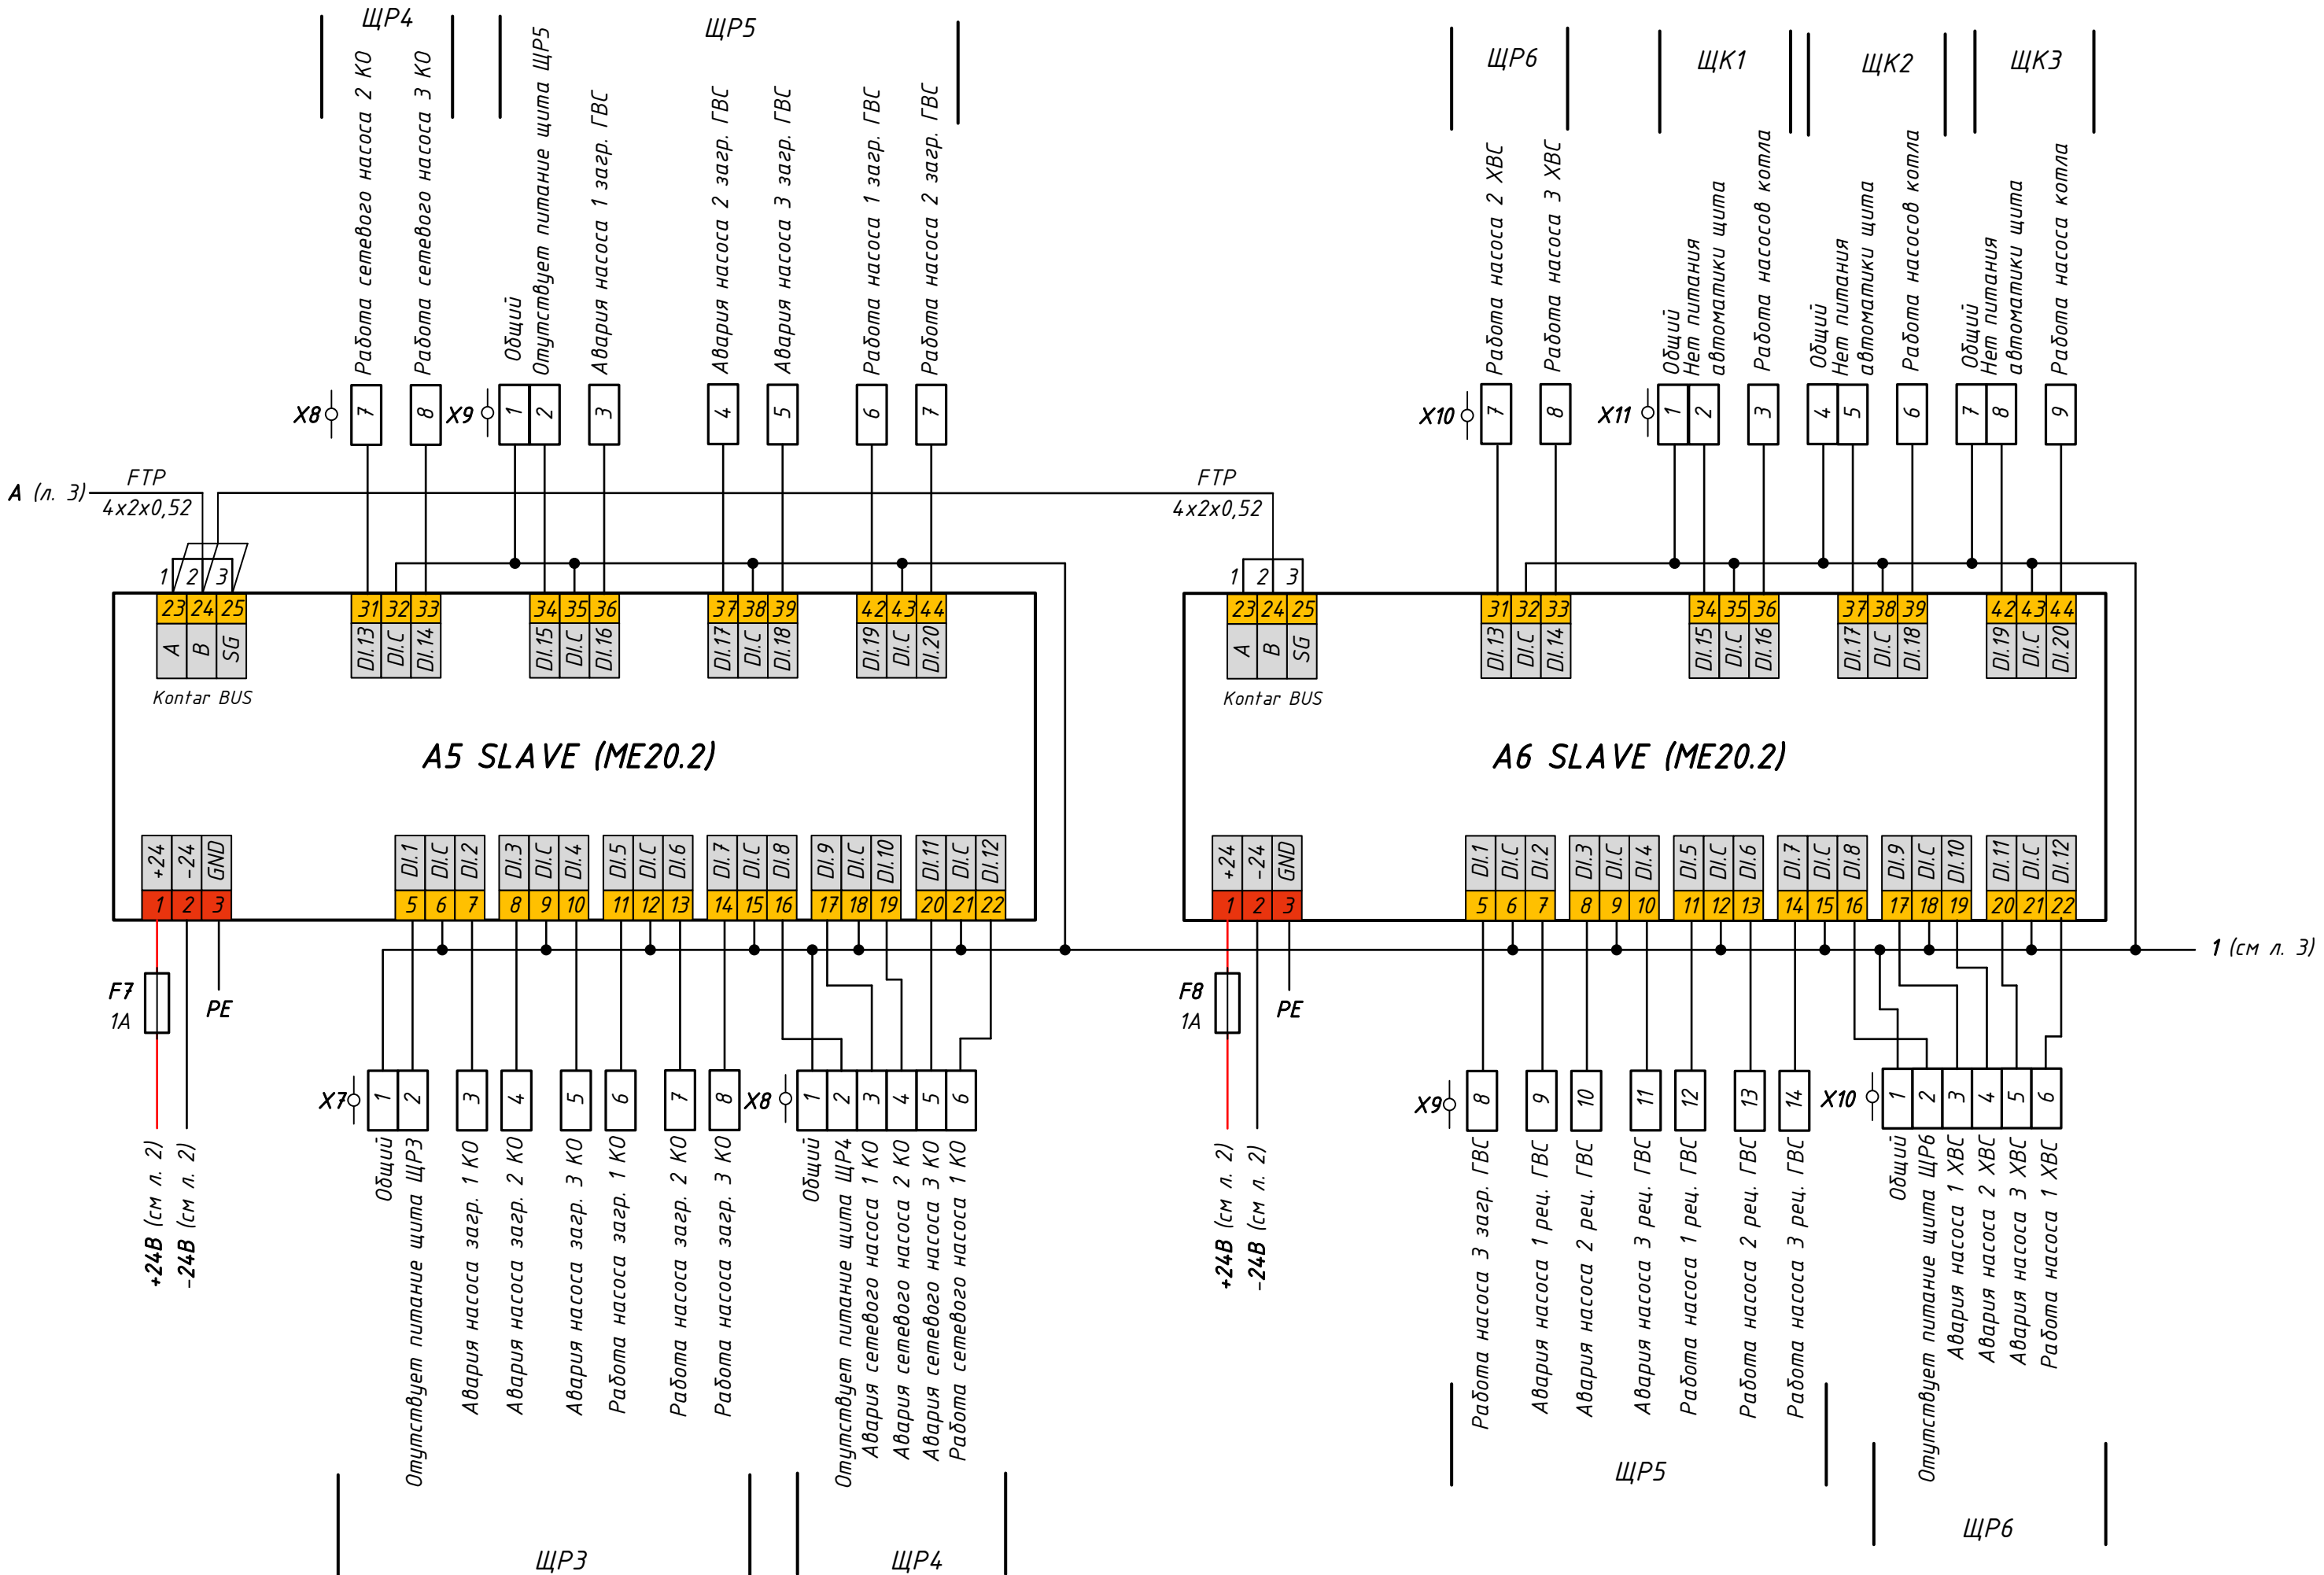 ЩР4
ЩР5
ЩР6
ЩК1
ЩК2
ЩК3
Работа сетевого насоса 2 КО
Работа сетевого насоса 3 КО
Общий
Отутствует питание щита ЩР5
Авария насоса 1 загр. ГВС
Авария насоса 2 загр. ГВС
Авария насоса 3 загр. ГВС
Работа насоса 1 загр. ГВС
Работа насоса 2 загр. ГВС
Работа насоса 2 ХВС
Работа насоса 3 ХВС
Общий
Нет питания
автоматики щита
Работа насосов котла
Общий
Нет питания
автоматики щита
Работа насосов котла
Общий
Нет питания
автоматики щита
Работа насоса котла
X8 7 8
X9 1 2 3 4 5 6 7
X10 7 8
X11 1 2 3 4 5 6 7 8 9
А (л. 3)
FTP
4x2x0,52
FTP
4x2x0,52
1 2 3
23 24 25
A B SG
Kontar BUS
31 32 33
DI.13 DI.C DI.14
34 35 36
DI.15 DI.C DI.16
37 38 39
DI.17 DI.C DI.18
42 43 44
DI.19 DI.C DI.20
A5 SLAVE (ME20.2)
+24 -24 GND
1 2 3
DI.1 DI.C DI.2
5 6 7
DI.3 DI.C DI.4
8 9 10
DI.5 DI.C DI.6
11 12 13
DI.7 DI.C DI.8
14 15 16
DI.9 DI.C DI.10
17 18 19
DI.11 DI.C DI.12
20 21 22
1 2 3
23 24 25
A B SG
Kontar BUS
31 32 33
DI.13 DI.C DI.14
34 35 36
DI.15 DI.C DI.16
37 38 39
DI.17 DI.C DI.18
42 43 44
DI.19 DI.C DI.20
A6 SLAVE (ME20.2)
+24 -24 GND
1 2 3
DI.1 DI.C DI.2
5 6 7
DI.3 DI.C DI.4
8 9 10
DI.5 DI.C DI.6
11 12 13
DI.7 DI.C DI.8
14 15 16
DI.9 DI.C DI.10
17 18 19
DI.11 DI.C DI.12
20 21 22
1 (см л. 3)
F7
1А
PE
F8
1А
PE
X7 1 2 3 4 5 6 7 8
X8 1 2 3 4 5 6
X9 8 9 10 11 12 13 14
X10 1 2 3 4 5 6
+24В (см л. 2)
-24В (см л. 2)
Общий
Отутствует питание щита ЩР3
Авария насоса загр. 1 КО
Авария насоса загр. 2 КО
Авария насоса загр. 3 КО
Работа насоса загр. 1 КО
Работа насоса загр. 2 КО
Работа насоса загр. 3 КО
Общий
Отутствует питание щита ЩР4
Авария сетевого насоса 1 КО
Авария сетевого насоса 2 КО
Авария сетевого насоса 3 КО
Работа сетевого насоса 1 КО
+24В (см л. 2)
-24В (см л. 2)
Работа насоса 3 загр. ГВС
Авария насоса 1 рец. ГВС
Авария насоса 2 рец. ГВС
Авария насоса 3 рец. ГВС
Работа насоса 1 рец. ГВС
Работа насоса 2 рец. ГВС
Работа насоса 3 рец. ГВС
Общий
Отутствует питание щита ЩР6
Авария насоса 1 ХВС
Авария насоса 2 ХВС
Авария насоса 3 ХВС
Работа насоса 1 ХВС
ЩР3
ЩР4
ЩР5
ЩР6